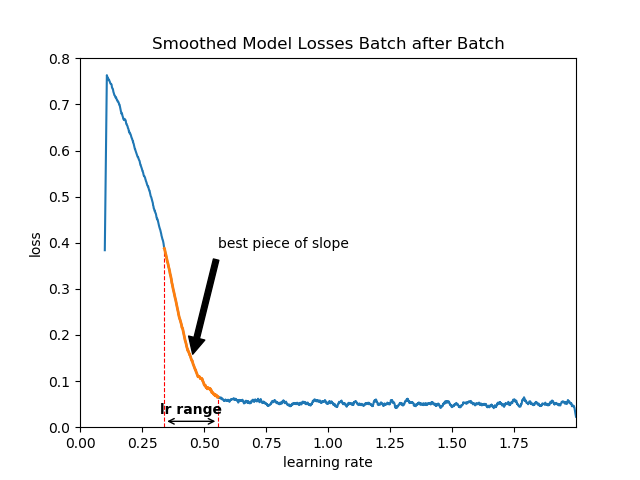 Smoothed Model Losses Batch after Batch
0.8
0.7
0.6
0.5
0.4
0.3
0.2
0.1
0.0
loss
best piece of slope
lr range
0.00 0.25 0.50 0.75 1.00 1.25 1.50 1.75
learning rate